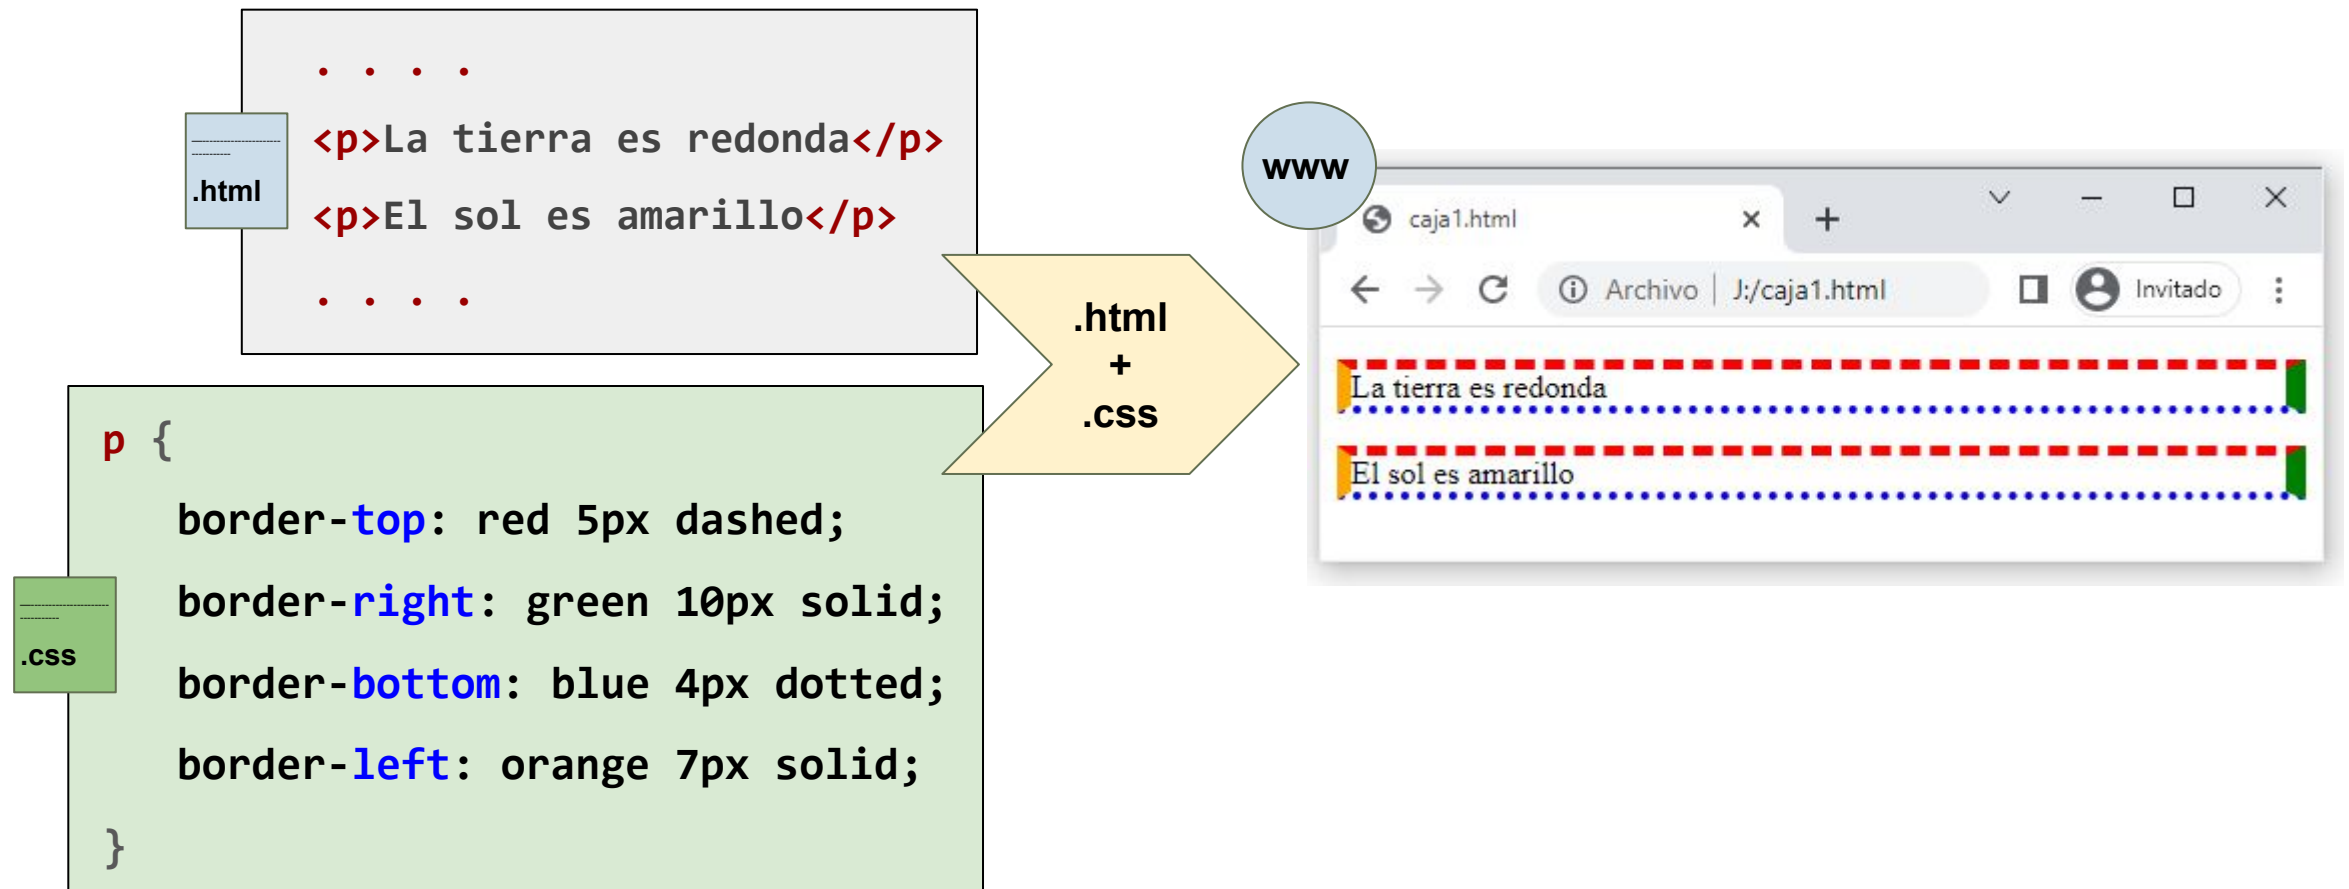 . . . .
<p>La tierra es redonda</p>
<p>El sol es amarillo</p>
. . . .
.html
p {
border-top: red 5px dashed;
border-right: green 10px solid;
border-bottom: blue 4px dotted;
border-left: orange 7px solid;
}
.css
.html
+
.css
www
caja1.html
Archivo | J:/caja1.html
Invitado
La tierra es redonda
El sol es amarillo